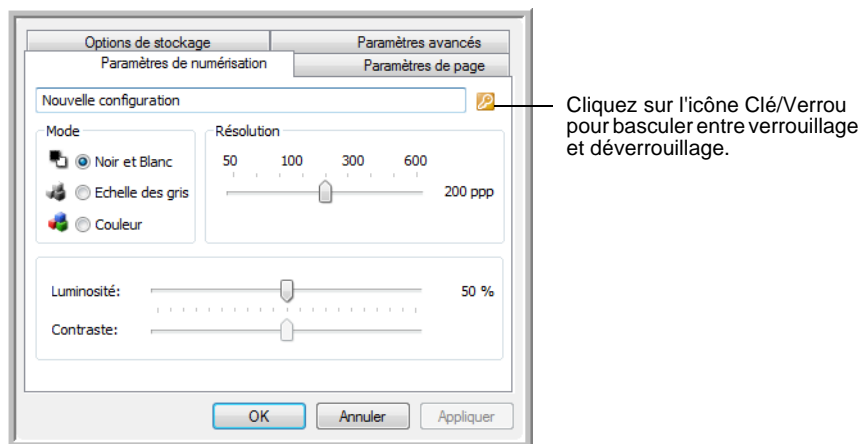 Options de stockage
Paramètres avancés
Paramètres de numérisation
Paramètres de page
Nouvelle configuration
Cliquez sur l'icône Clé/Verrou
pour basculer entre verrouillage
et déverrouillage.
Mode
Noir et Blanc
Echelle des gris
Couleur
Résolution
50 100 300 600
200 ppp
Luminosité:
50 %
Contraste:
OK
Annuler
Appliquer